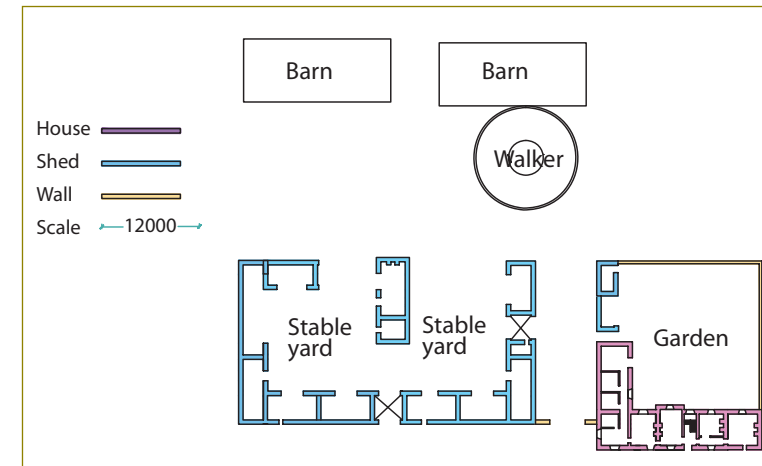 Barn
Barn
House
Shed
Wall
Scale 12000
Walker
Stable
yard
Stable
yard
Garden